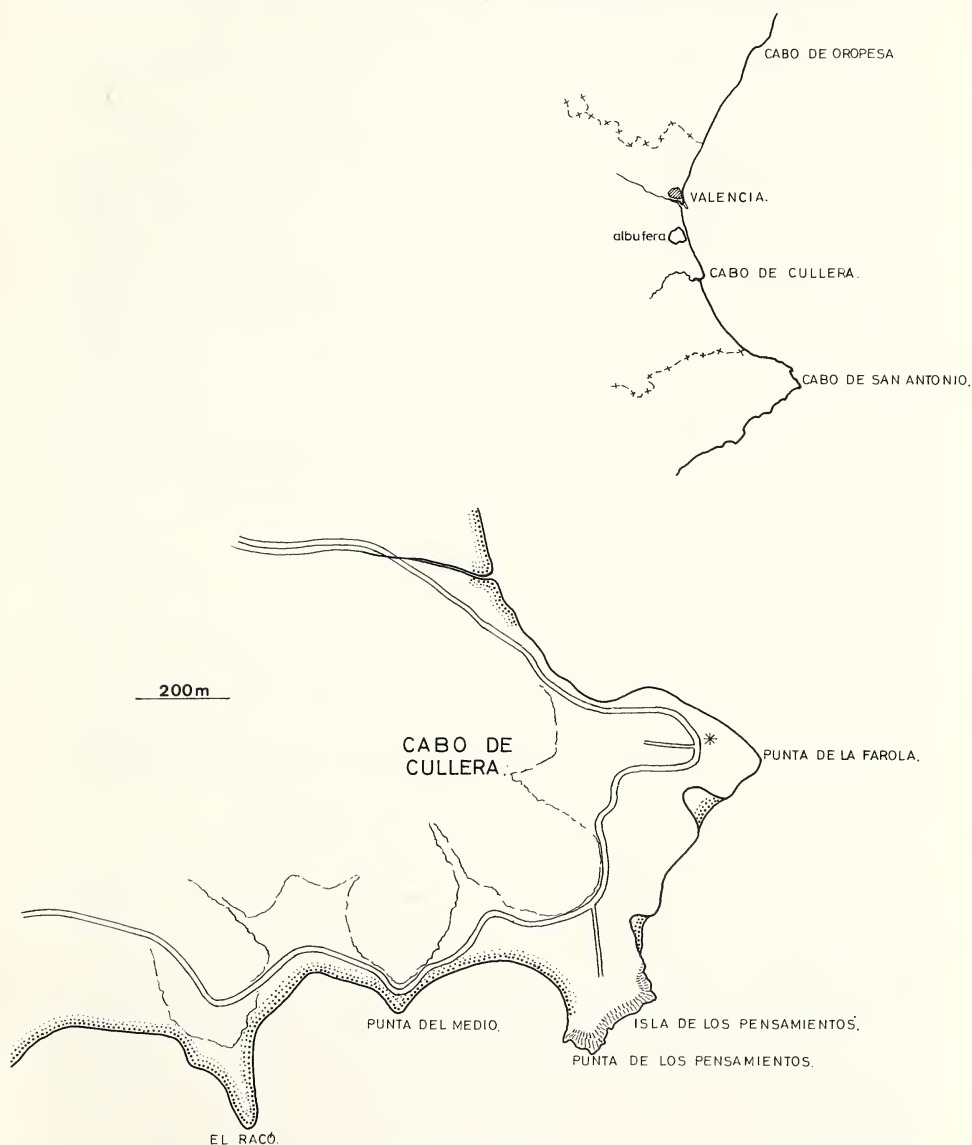 CABO DE OROPESA
VALENCIA.
albufera
CABO DE CULLERA.
CABO DE SAN ANTONIO.
200m
CABO DE
CULLERA.
PUNTA DE LA FAROLA.
PUNTA DEL MEDIO.
ISLA DE LOS PENSAMIENTOS.
PUNTA DE LOS PENSAMIENTOS.
EL RACÓ.